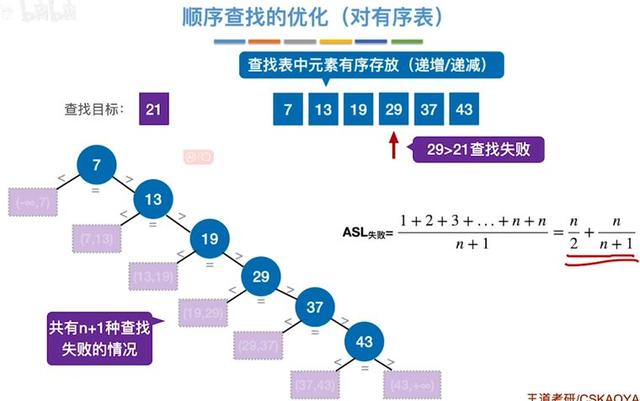 顺序查找的优化（对有序表）
查找表中元素有序存放（递增/递减）
查找目标： 21
7 13 19 29 37 43
29>21查找失败
7
< = >
(-∞,7)
13
< = >
(7,13)
19
< = >
(13,19)
29
< = >
(19,29)
37
< = >
(29,37)
43
< = >
(37,43) (43,+∞)
共有n+1种查找
失败的情况
ASL失败= (1+2+3+…+n+n)/(n+1) = n/2 + n/(n+1)
王道考研/CSKAOYA